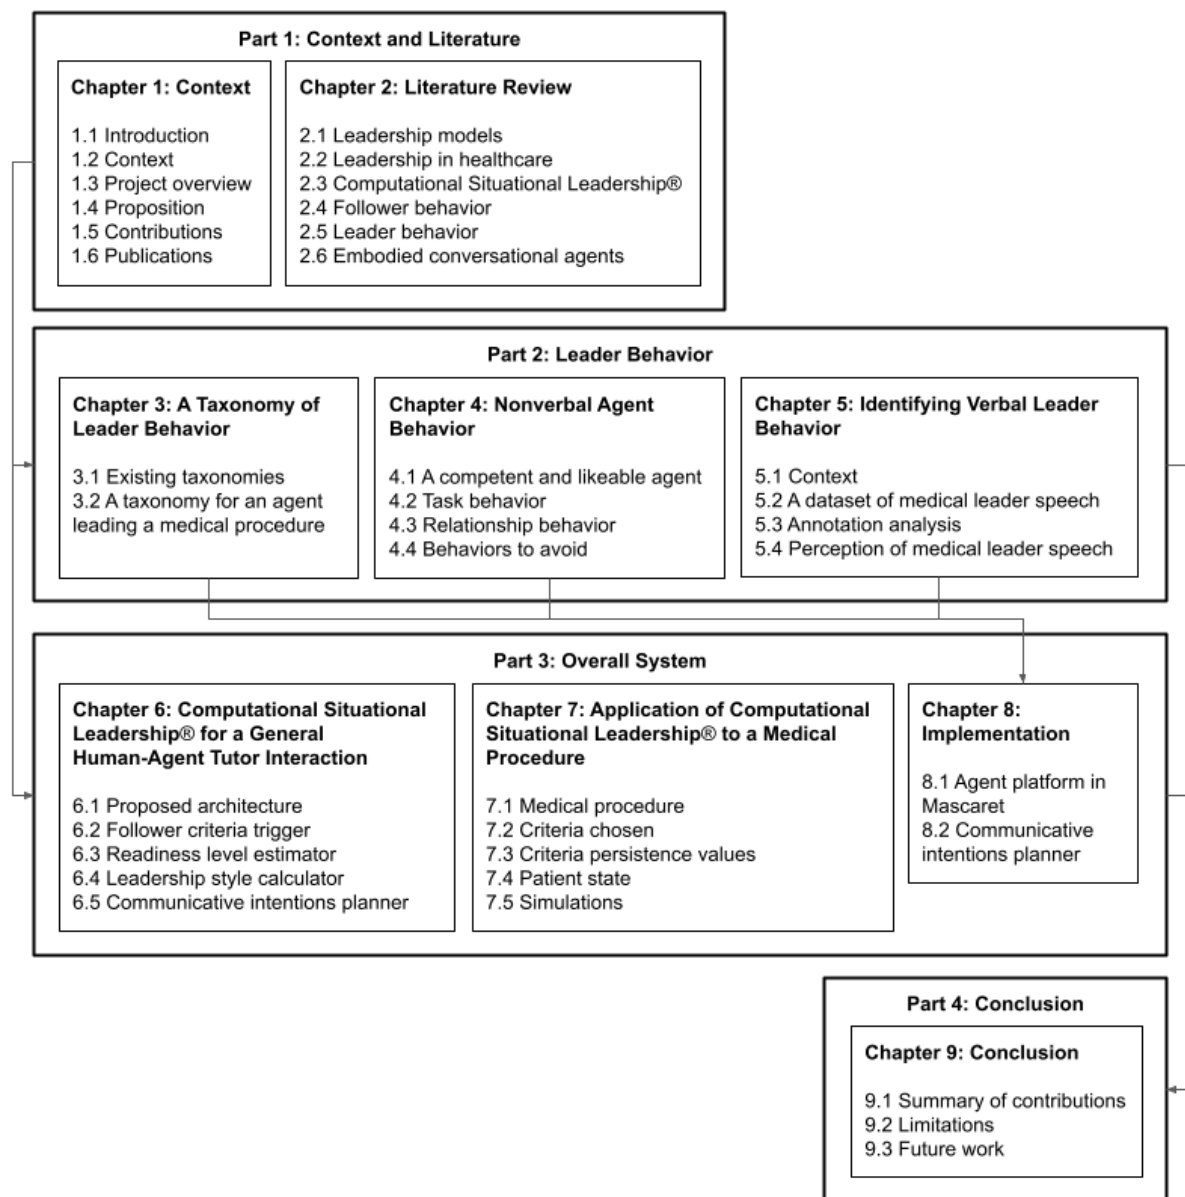 Part 1: Context and Literature
Chapter 1: Context
1.1 Introduction
1.2 Context
1.3 Project overview
1.4 Proposition
1.5 Contributions
1.6 Publications
Chapter 2: Literature Review
2.1 Leadership models
2.2 Leadership in healthcare
2.3 Computational Situational Leadership®
2.4 Follower behavior
2.5 Leader behavior
2.6 Embodied conversational agents
Part 2: Leader Behavior
Chapter 3: A Taxonomy of
Leader Behavior
3.1 Existing taxonomies
3.2 A taxonomy for an agent
leading a medical procedure
Chapter 4: Nonverbal Agent
Behavior
4.1 A competent and likeable agent
4.2 Task behavior
4.3 Relationship behavior
4.4 Behaviors to avoid
Chapter 5: Identifying Verbal Leader
Behavior
5.1 Context
5.2 A dataset of medical leader speech
5.3 Annotation analysis
5.4 Perception of medical leader speech
Part 3: Overall System
Chapter 6: Computational Situational
Leadership® for a General
Human-Agent Tutor Interaction
6.1 Proposed architecture
6.2 Follower criteria trigger
6.3 Readiness level estimator
6.4 Leadership style calculator
6.5 Communicative intentions planner
Chapter 7: Application of Computational
Situational Leadership® to a Medical
Procedure
7.1 Medical procedure
7.2 Criteria chosen
7.3 Criteria persistence values
7.4 Patient state
7.5 Simulations
Chapter 8:
Implementation
8.1 Agent platform in
Mascaret
8.2 Communicative
intentions planner
Part 4: Conclusion
Chapter 9: Conclusion
9.1 Summary of contributions
9.2 Limitations
9.3 Future work